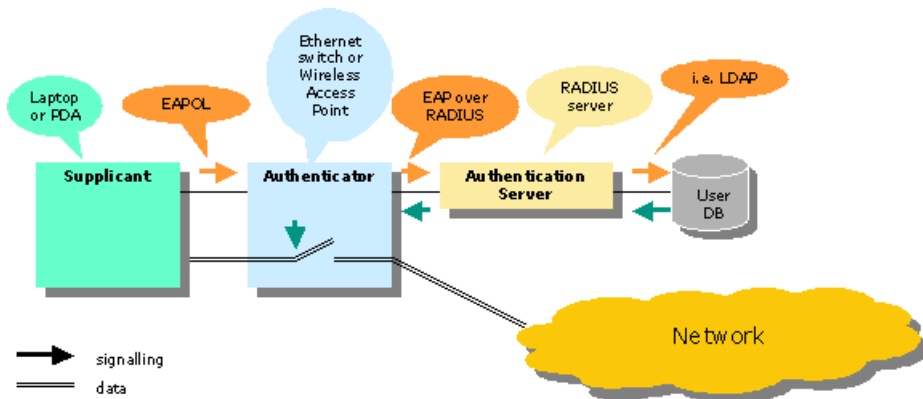 Ethernet
switch or
Wireless
Access
Point
Laptop
or PDA
EAPOL
EAP over
RADIUS
RADIUS
server
i.e. LDAP
Supplicant
Authenticator
Authentication
Server
User
DB
Network
signalling
data